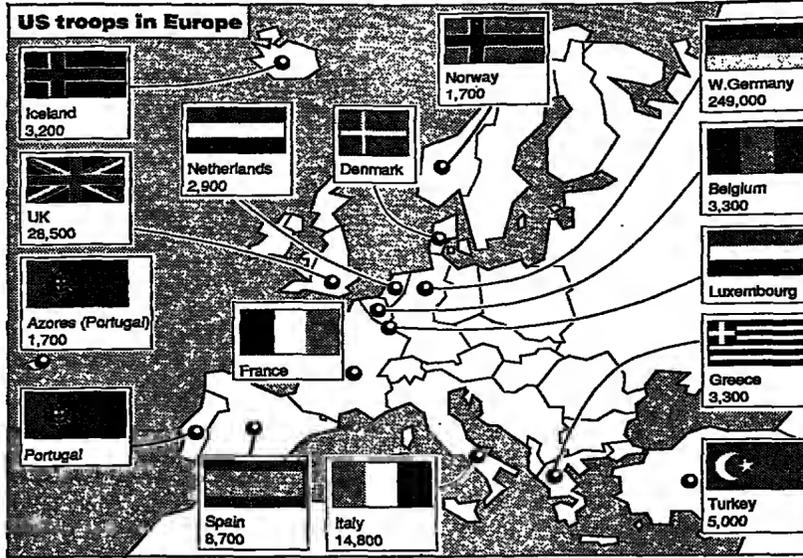 US troops in Europe
Iceland
3,200
Norway
1,700
W.Germany
249,000
Netherlands
2,900
Denmark
UK
28,500
Belgium
3,300
Azores (Portugal)
1,700
Luxembourg
France
Greece
3,300
Portugal
Spain
8,700
Italy
14,800
Turkey
5,000